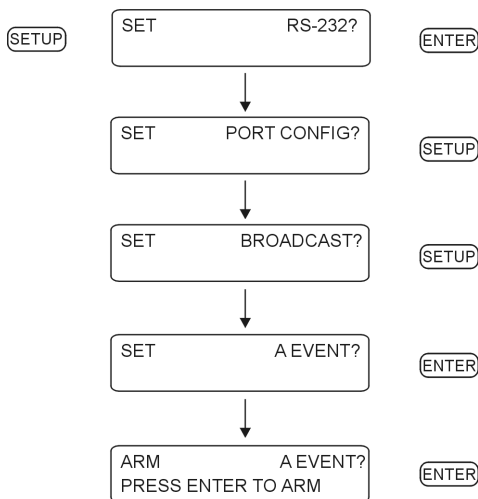 SETUP SET RS-232? ENTER
SET PORT CONFIG? SETUP
SET BROADCAST? SETUP
SET A EVENT? ENTER
ARM A EVENT?
PRESS ENTER TO ARM ENTER